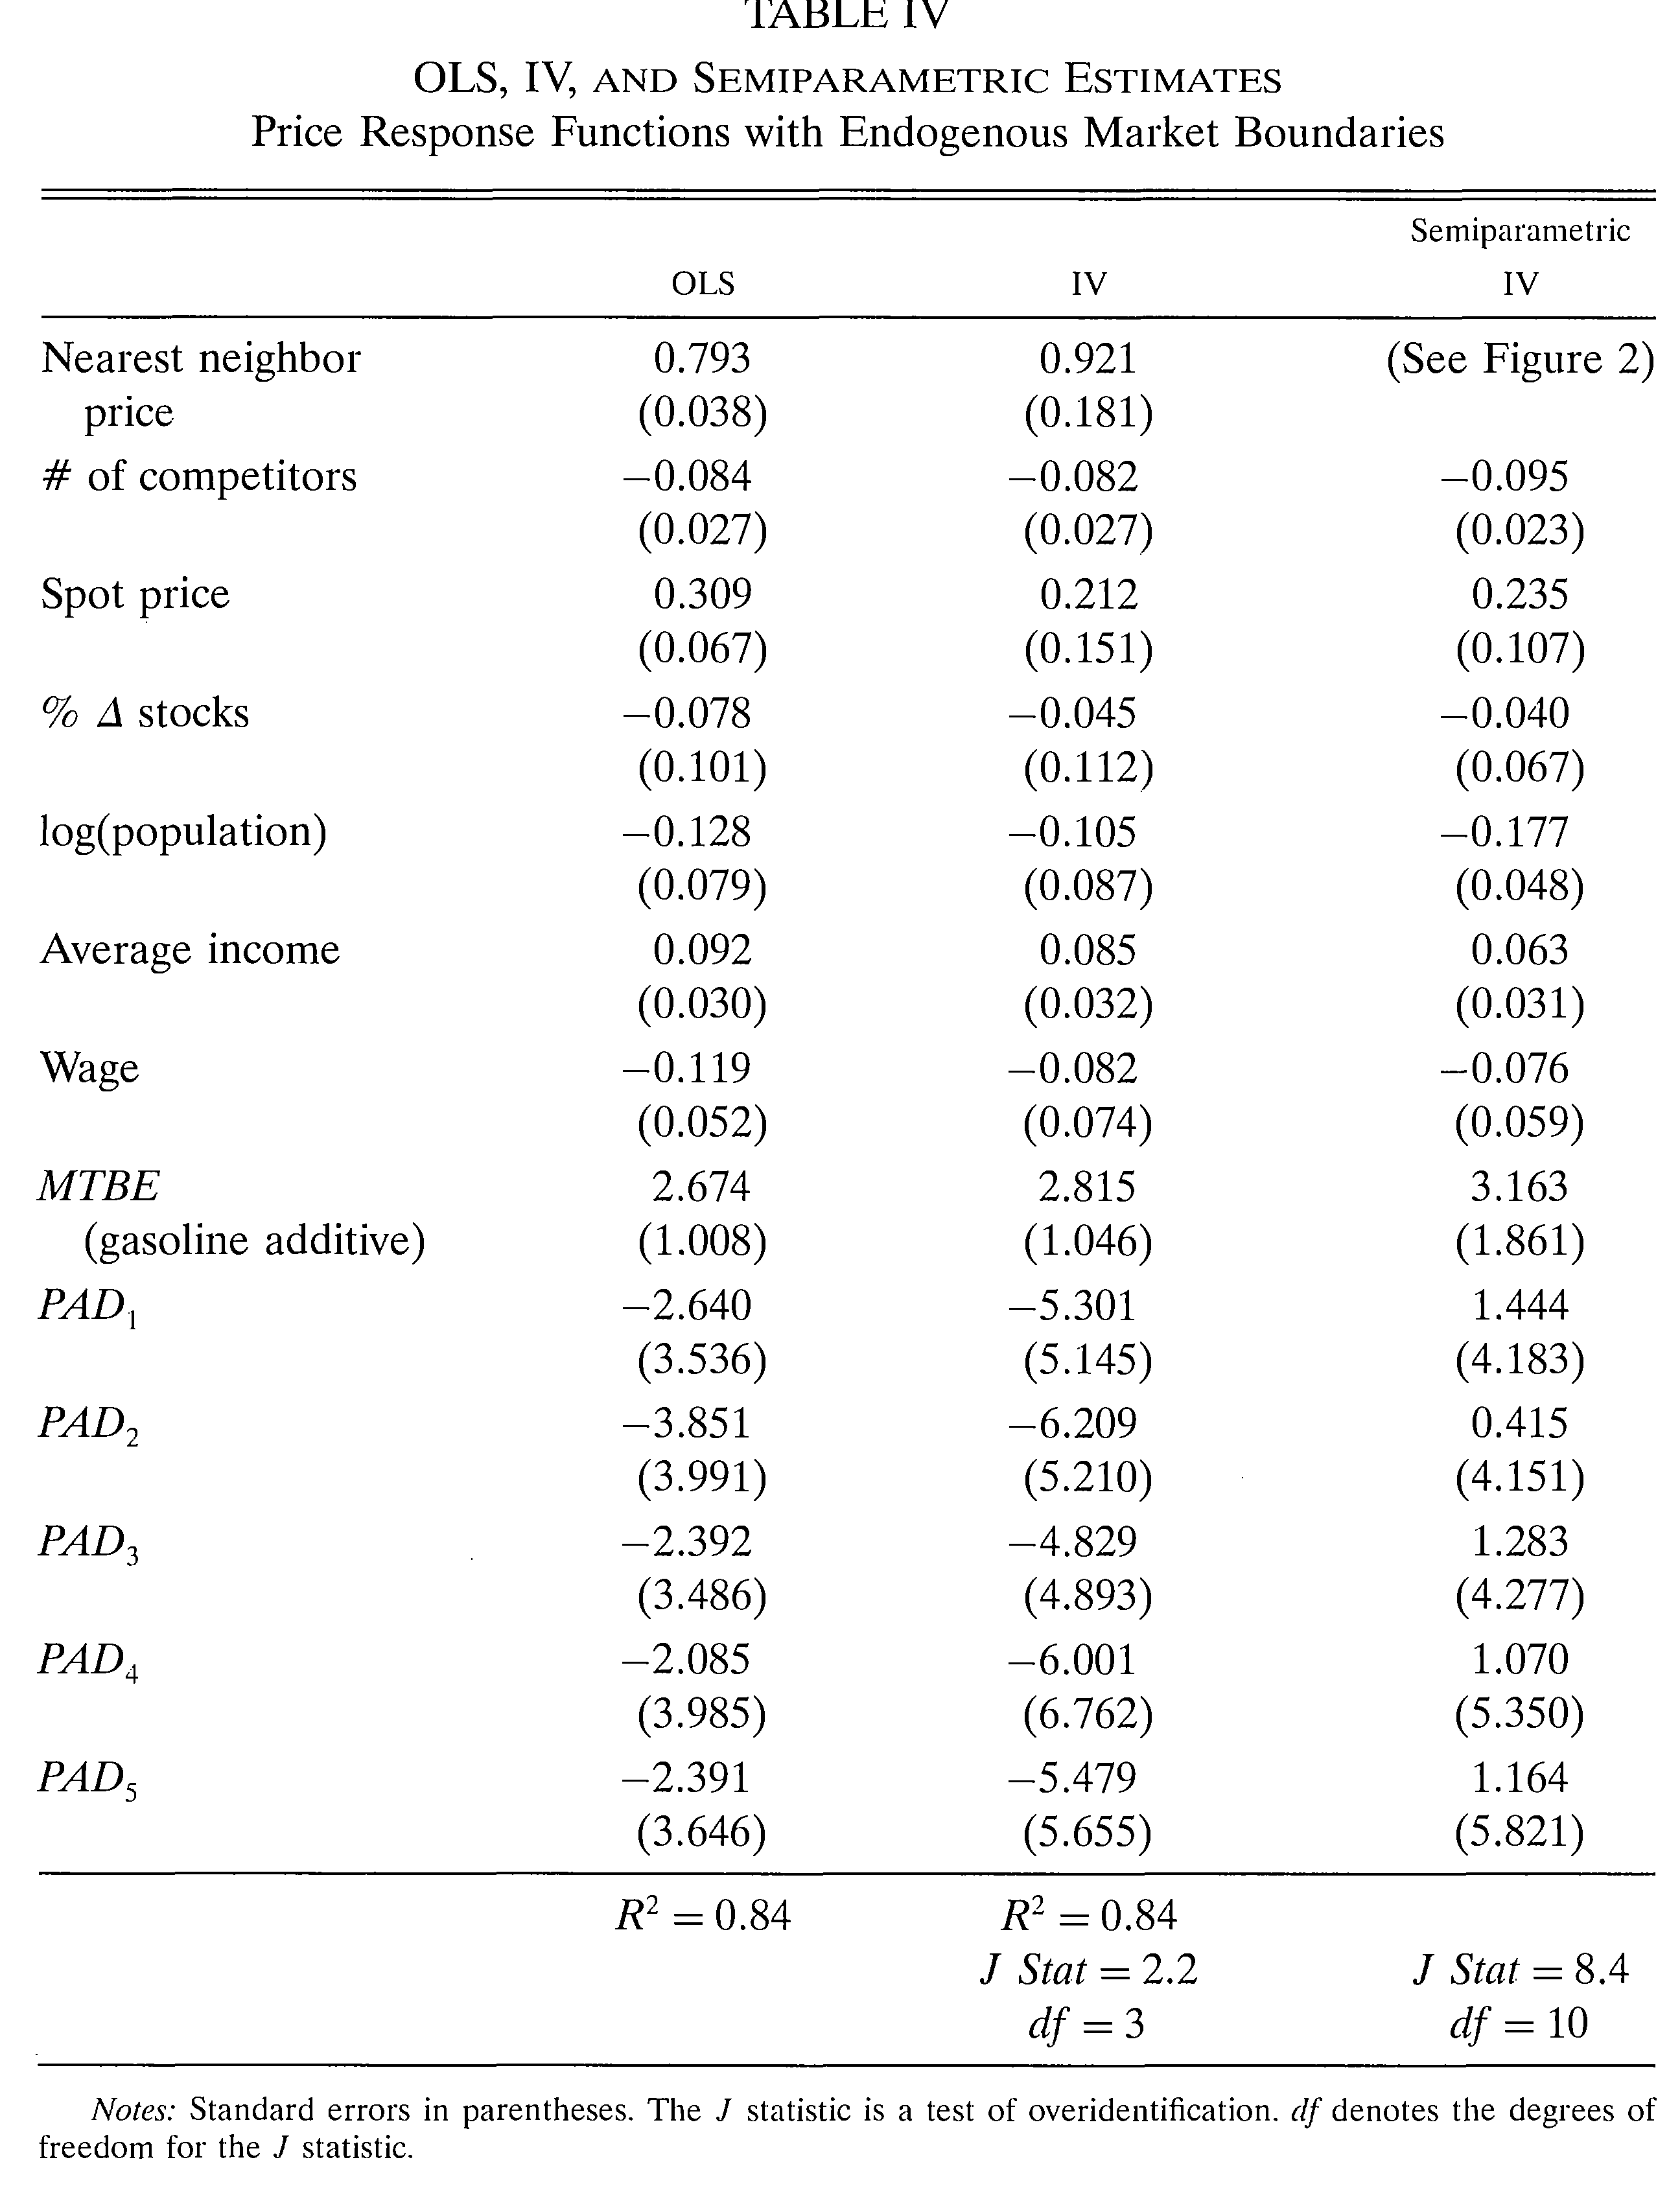 TABLE IV
OLS, IV, AND SEMIPARAMETRIC ESTIMATES
Price Response Functions with Endogenous Market Boundaries
Semiparametric
OLS IV IV
Nearest neighbor 0.793 0.921 (See Figure 2)
price (0.038) (0.181)
# of competitors −0.084 −0.082 −0.095
(0.027) (0.027) (0.023)
Spot price 0.309 0.212 0.235
(0.067) (0.151) (0.107)
% Δ stocks −0.078 −0.045 −0.040
(0.101) (0.112) (0.067)
log(population) −0.128 −0.105 −0.177
(0.079) (0.087) (0.048)
Average income 0.092 0.085 0.063
(0.030) (0.032) (0.031)
Wage −0.119 −0.082 −0.076
(0.052) (0.074) (0.059)
MTBE 2.674 2.815 3.163
(gasoline additive) (1.008) (1.046) (1.861)
PAD₁ −2.640 −5.301 1.444
(3.536) (5.145) (4.183)
PAD₂ −3.851 −6.209 0.415
(3.991) (5.210) (4.151)
PAD₃ −2.392 −4.829 1.283
(3.486) (4.893) (4.277)
PAD₄ −2.085 −6.001 1.070
(3.985) (6.762) (5.350)
PAD₅ −2.391 −5.479 1.164
(3.646) (5.655) (5.821)
R² = 0.84 R² = 0.84
J Stat = 2.2 J Stat = 8.4
df = 3 df = 10
Notes: Standard errors in parentheses. The J statistic is a test of overidentification. df denotes the degrees of
freedom for the J statistic.